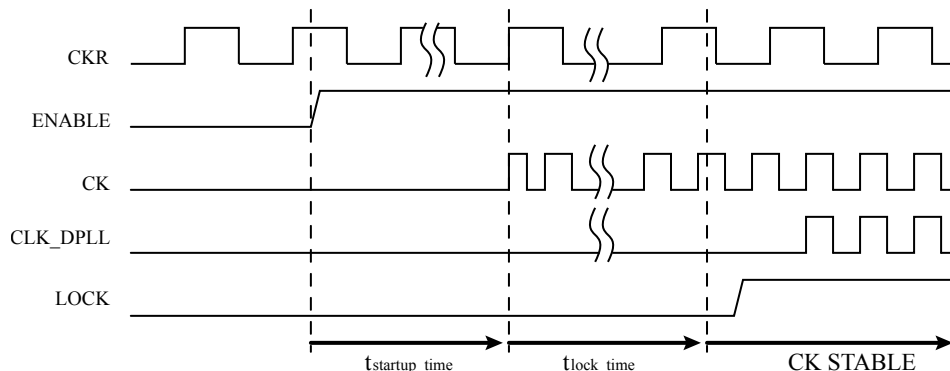 CKR
ENABLE
CK
CLK_DPLL
LOCK
tstartup_time tlock_time CK STABLE